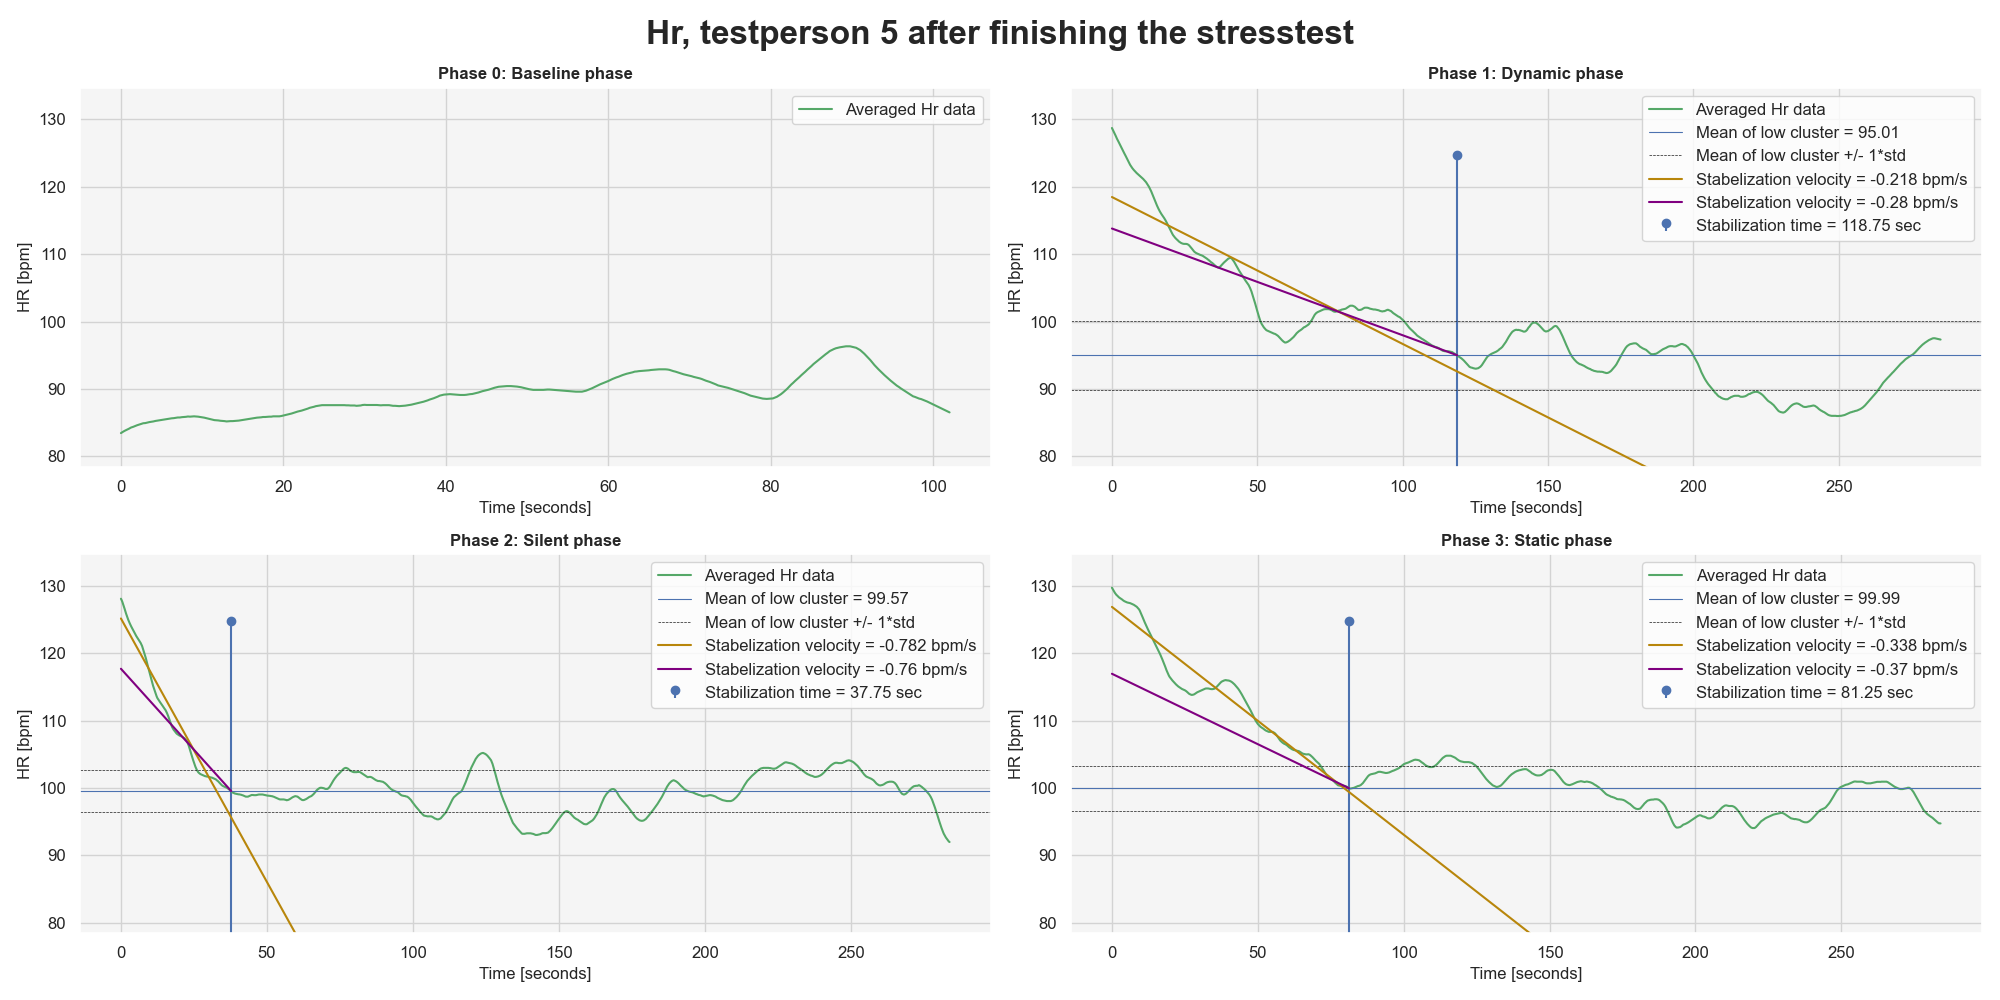 Hr, testperson 5 after finishing the stresstest
Phase 0: Baseline phase
Averaged Hr data
HR [bpm]
130
120
110
100
90
80
0 20 40 60 80 100
Time [seconds]
Phase 1: Dynamic phase
Averaged Hr data
Mean of low cluster = 95.01
Mean of low cluster +/- 1*std
Stabelization velocity = -0.218 bpm/s
Stabelization velocity = -0.28 bpm/s
Stabilization time = 118.75 sec
HR [bpm]
130
120
110
100
90
80
0 50 100 150 200 250
Time [seconds]
Phase 2: Silent phase
Averaged Hr data
Mean of low cluster = 99.57
Mean of low cluster +/- 1*std
Stabelization velocity = -0.782 bpm/s
Stabelization velocity = -0.76 bpm/s
Stabilization time = 37.75 sec
HR [bpm]
130
120
110
100
90
80
0 50 100 150 200 250
Time [seconds]
Phase 3: Static phase
Averaged Hr data
Mean of low cluster = 99.99
Mean of low cluster +/- 1*std
Stabelization velocity = -0.338 bpm/s
Stabelization velocity = -0.37 bpm/s
Stabilization time = 81.25 sec
HR [bpm]
130
120
110
100
90
80
0 50 100 150 200 250
Time [seconds]